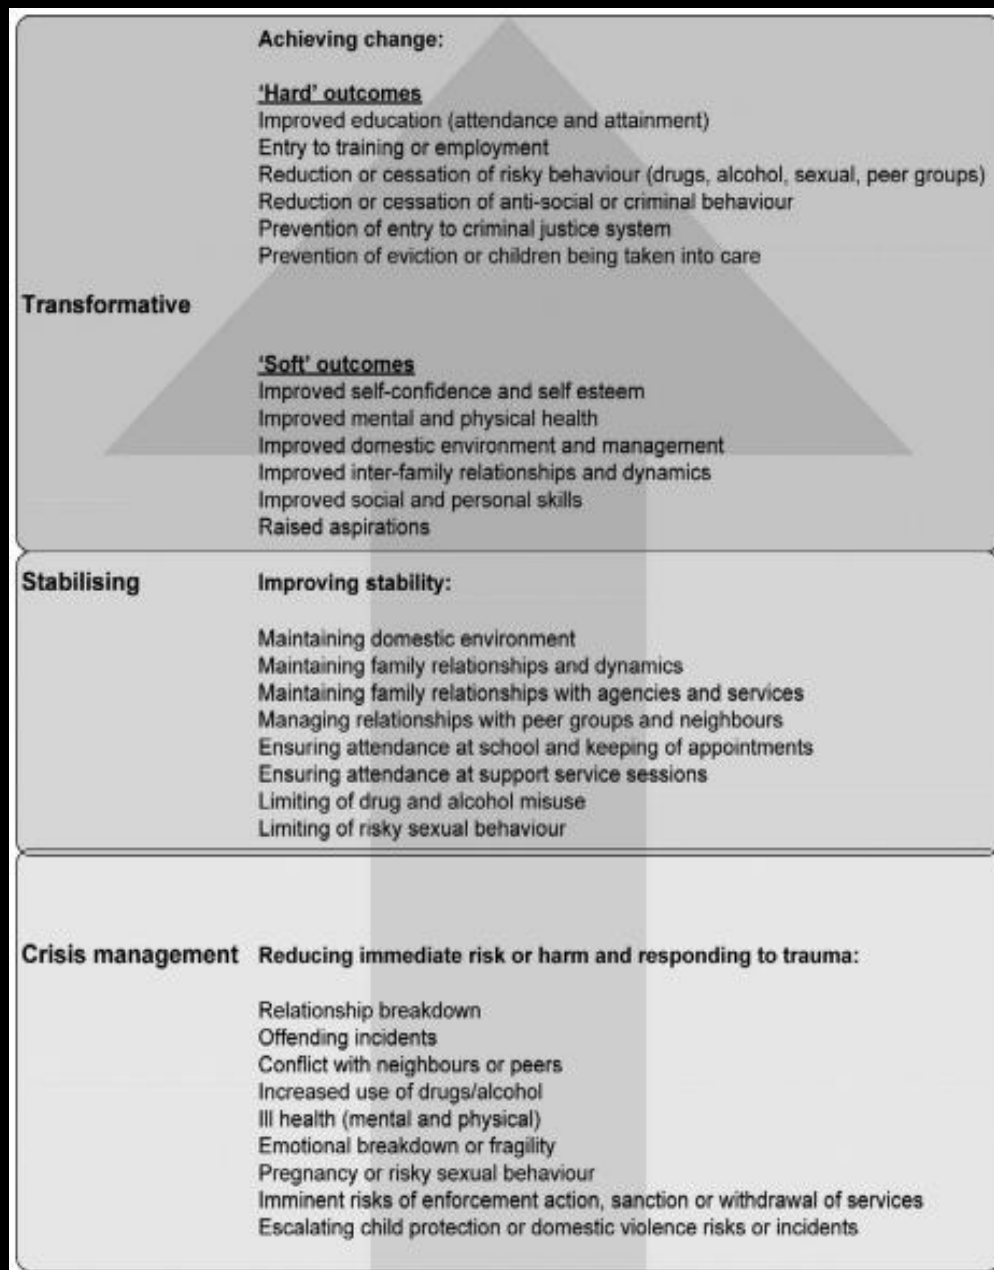 Achieving change:
‘Hard’ outcomes
Improved education (attendance and attainment)
Entry to training or employment
Reduction or cessation of risky behaviour (drugs, alcohol, sexual, peer groups)
Reduction or cessation of anti-social or criminal behaviour
Prevention of entry to criminal justice system
Prevention of eviction or children being taken into care
Transformative
‘Soft’ outcomes
Improved self-confidence and self esteem
Improved mental and physical health
Improved domestic environment and management
Improved inter-family relationships and dynamics
Improved social and personal skills
Raised aspirations
Stabilising Improving stability:
Maintaining domestic environment
Maintaining family relationships and dynamics
Maintaining family relationships with agencies and services
Managing relationships with peer groups and neighbours
Ensuring attendance at school and keeping of appointments
Ensuring attendance at support service sessions
Limiting of drug and alcohol misuse
Limiting of risky sexual behaviour
Crisis management Reducing immediate risk or harm and responding to trauma:
Relationship breakdown
Offending incidents
Conflict with neighbours or peers
Increased use of drugs/alcohol
Ill health (mental and physical)
Emotional breakdown or fragility
Pregnancy or risky sexual behaviour
Imminent risks of enforcement action, sanction or withdrawal of services
Escalating child protection or domestic violence risks or incidents